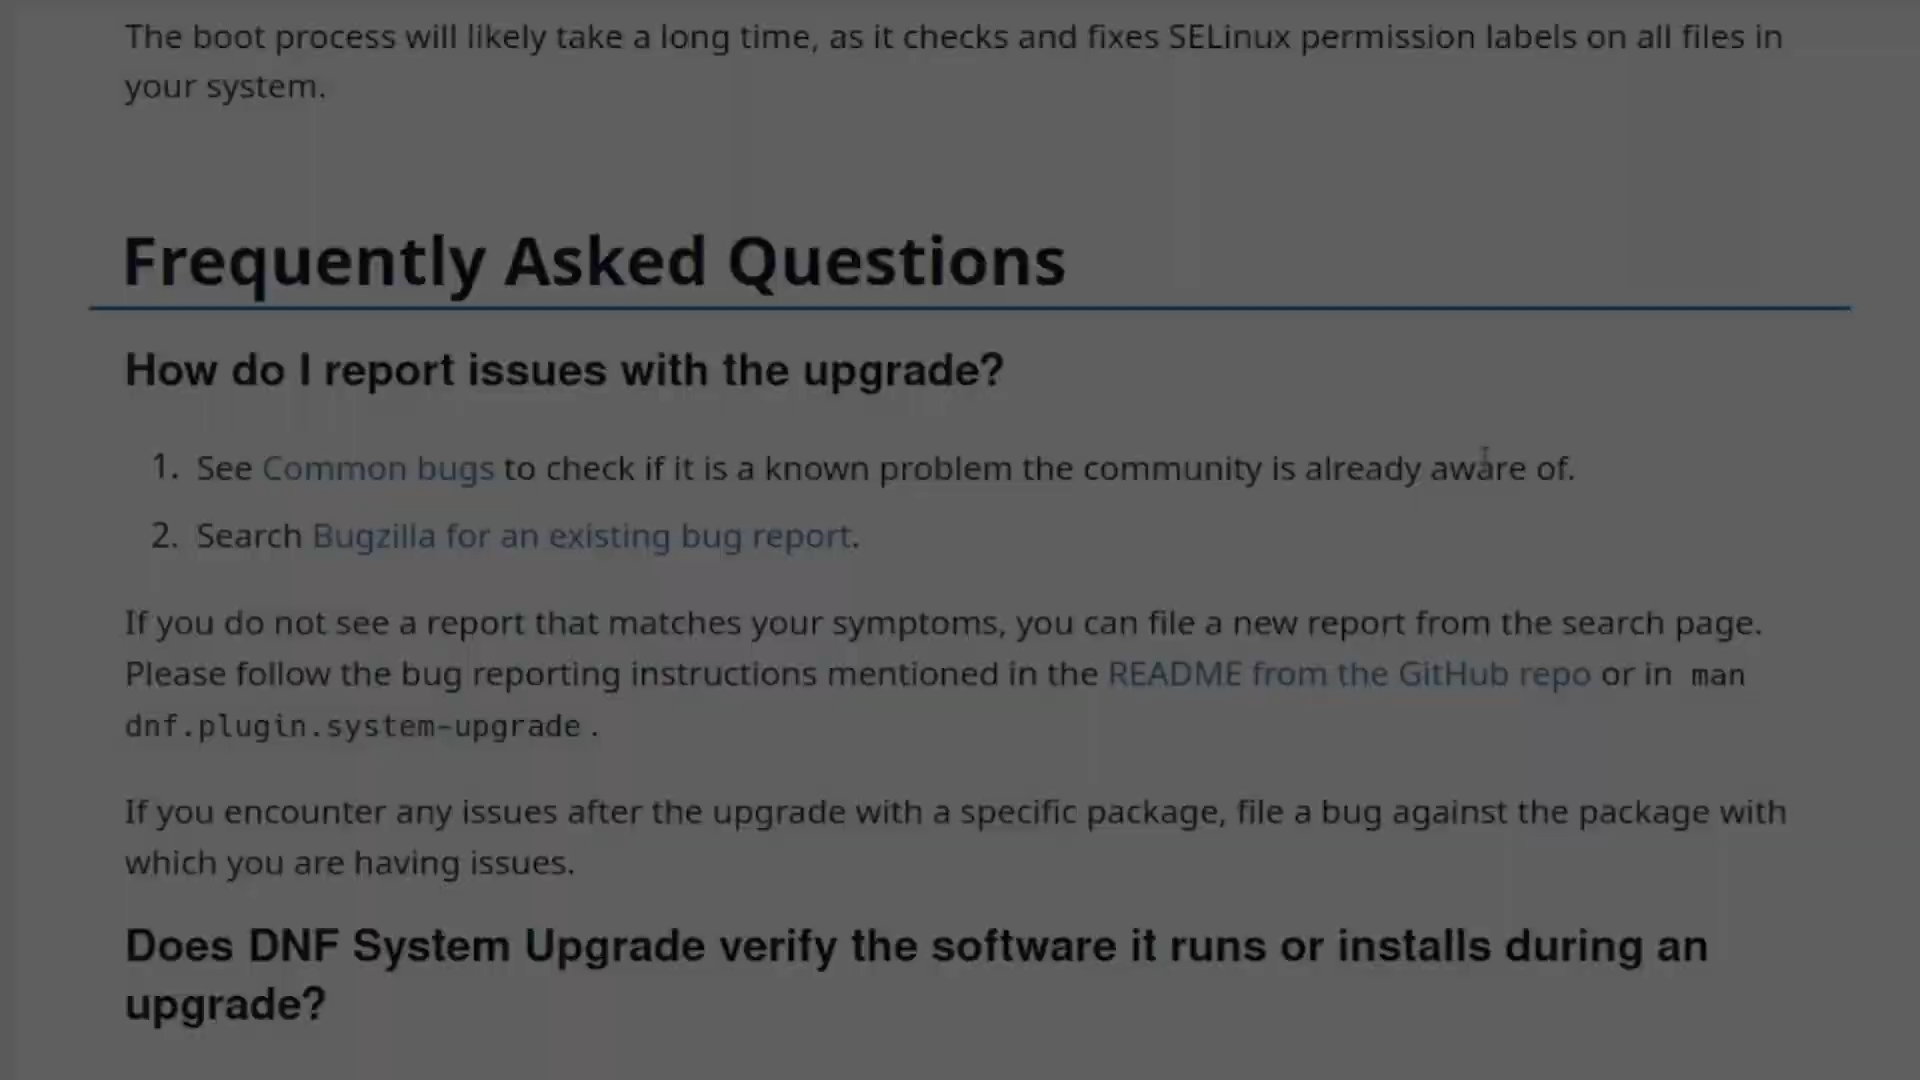 The boot process will likely take a long time, as it checks and fixes SELinux permission labels on all files in
your system.
Frequently Asked Questions
How do I report issues with the upgrade?
1. See Common bugs to check if it is a known problem the community is already aware of.
2. Search Bugzilla for an existing bug report.
If you do not see a report that matches your symptoms, you can file a new report from the search page.
Please follow the bug reporting instructions mentioned in the README from the GitHub repo or in man
dnf.plugin.system-upgrade.
If you encounter any issues after the upgrade with a specific package, file a bug against the package with
which you are having issues.
Does DNF System Upgrade verify the software it runs or installs during an
upgrade?